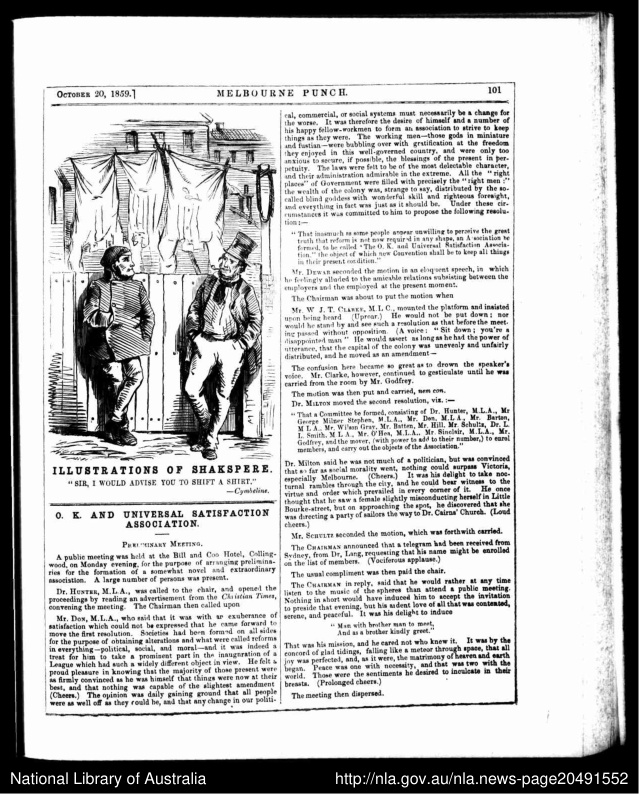 OCTOBER 20, 1859.]
MELBOURNE PUNCH.
101
ILLUSTRATIONS OF SHAKSPERE.
"SIR, I WOULD ADVISE YOU TO SHIFT A SHIRT."
—Cymbeline.
O. K. AND UNIVERSAL SATISFACTION
ASSOCIATION.
PRELIMINARY MEETING.
A public meeting was held at the Bill and Coo Hotel, Colling-
wood, on Monday evening, for the purpose of arranging prelimina-
ries for the formation of a somewhat novel and extraordinary
association. A large number of persons was present.
Dr. HUNTER, M.L.A., was called to the chair, and opened the
proceedings by reading an advertisement from the Christian Times,
convening the meeting. The Chairman then called upon
Mr. DON, M.L.A., who said that it was with an exuberance of
satisfaction which could not be expressed that he came forward to
move the first resolution. Societies had been formed on all sides
for the purpose of obtaining alterations and what were called reforms
in everything—political, social, and moral—and it was indeed a
treat for him to take a prominent part in the inauguration of a
League which had such a widely different object in view. He felt a
proud pleasure in knowing that the majority of those present were
as firmly convinced as he was himself that things were now at their
best, and that nothing was capable of the slightest amendment
(Cheers.) The opinion was daily gaining ground that all people
were as well off as they could be, and that any change in our politi-
cal, commercial, or social systems must necessarily be a change for
the worse. It was therefore the desire of himself and a number of
his happy fellow-workmen to form an association to strive to keep
things as they were. The working men—those gods in miniature
and fustian—were bubbling over with gratification at the freedom
they enjoyed in this well-governed country, and were only too
anxious to secure, if possible, the blessings of the present in per-
petuity. The laws were felt to be of the most delectable character,
and their administration admirable in the extreme. All the "right
places" of Government were filled with precisely the "right men:"
the wealth of the colony was, strange to say, distributed by the so-
called blind goddess with wonderful skill and righteous foresight,
and everything in fact was just as it should be. Under these cir-
cumstances it was committed to him to propose the following resolu-
tion:—
"That inasmuch as some people appear unwilling to perceive the great
truth that reform is not now required in any shape, an Association be
formed, to be called 'The O. K. and Universal Satisfaction Associa-
tion,' the object of which new Convention shall be to keep all things
in their present condition."
Mr. DEWAR seconded the motion in an eloquent speech, in which
he feelingly alluded to the amicable relations subsisting between the
employers and the employed at the present moment.
The Chairman was about to put the motion when
Mr. W J. T. CLARKE, M.L.C., mounted the platform and insisted
upon being heard (Uproar.) He would not be put down; nor
would he stand by and see such a resolution as that before the meet-
ing passed without opposition. (A voice: "Sit down; you're a
disappointed man" He would assert as long as he had the power of
utterance, that the capital of the colony was unevenly and unfairly
distributed, and he moved as an amendment—
The confusion here became so great as to drown the speaker's
voice. Mr. Clarke, however, continued to gesticulate until he was
carried from the room by Mr. Godfrey.
The motion was then put and carried, nem con.
Dr. MILTON moved the second resolution, viz.:—
"That a Committee be formed, consisting of Dr. Hunter, M.L.A., Mr
George Milner Stephen, M.L.A., Mr. Don, M.L.A., Mr. Barton,
M L A. Mr. Wilson Gray, Mr. Batten, Mr. Hill, Mr. Schultz, Dr. L.
L. Smith, M L A, Mr. O'Hea, M.L.A., Mr. Sinclair, M.L.A., Mr.
Godfrey, and the mover, (with power to add to their number,) to enrol
members, and carry out the objects of the Association."
Dr. Milton said he was not much of a politician, but was convinced
that so far as social morality went, nothing could surpass Victoria,
especially Melbourne. (Cheers.) It was his delight to take noc-
turnal rambles through the city, and he could bear witness to the
virtue and order which prevailed in every corner of it. He once
thought that he saw a female slightly misconducting herself in Little
Bourke-street, but on approaching the spot, he discovered that she
was directing a party of sailors the way to Dr. Cairns' Church. (Loud
cheers.)
Mr. SCHULTZ seconded the motion, which was forthwith carried.
The CHAIRMAN announced that a telegram had been received from
Sydney, from Dr. Lang, requesting that his name might be enrolled
on the list of members. (Vociferous applause.)
The usual compliment was then paid the chair.
The CHAIRMAN in reply, said that he would rather at any time
listen to the music of the spheres than attend a public meeting.
Nothing in short would have induced him to accept the invitation
to preside that evening, but his ardent love of all that was contented,
serene, and peaceful. It was his delight to induce
"Man with brother man to meet,
And as a brother kindly greet."
That was his mission, and he cared not who knew it. It was by the
concord of glad tidings, falling like a meteor through space, that all
joy was perfected, and, as it were, the matrimony of heaven and earth
began. Peace was one with necessity, and that was two with the
world. Those were the sentiments he desired to inculcate in their
breasts. (Prolonged cheers.)
The meeting then dispersed.
National Library of Australia
http://nla.gov.au/nla.news-page20491552